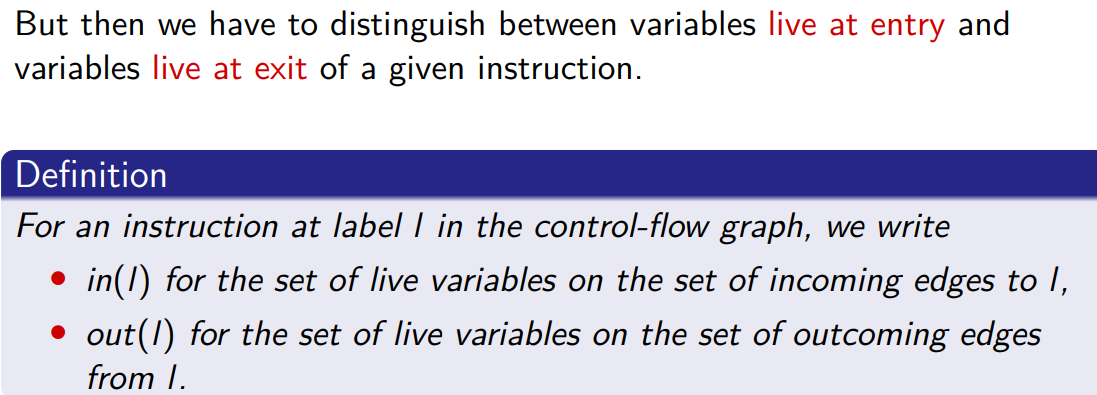 But then we have to distinguish between variables live at entry and
variables live at exit of a given instruction.
Definition
For an instruction at label l in the control-flow graph, we write
• in(l) for the set of live variables on the set of incoming edges to l,
• out(l) for the set of live variables on the set of outcoming edges
from l.